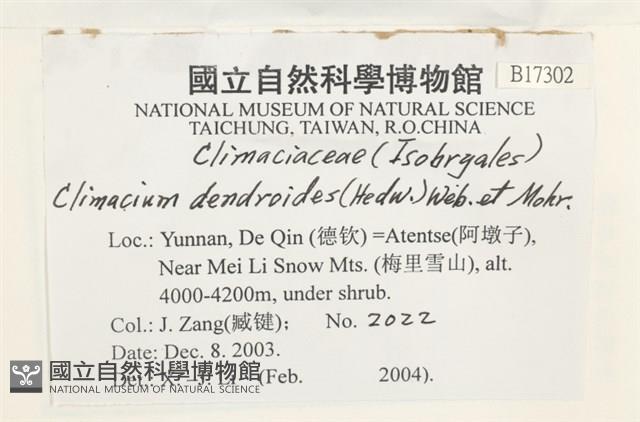 國立自然科學博物館
B17302
NATIONAL MUSEUM OF NATURAL SCIENCE
TAICHUNG, TAIWAN, R.O.CHINA
Climaciaceae (Isobryales)
Climacium dendroides (Hedw.) Web. et Mohr.
Loc.: Yunnan, De Qin (德钦) =Atentse(阿墩子),
Near Mei Li Snow Mts. (梅里雪山), alt.
4000-4200m, under shrub.
Col.: J. Zang(臧键); No. 2022
Date: Dec. 8. 2003.
(Feb. 2004).
國立自然科學博物館
NATIONAL MUSEUM OF NATURAL SCIENCE